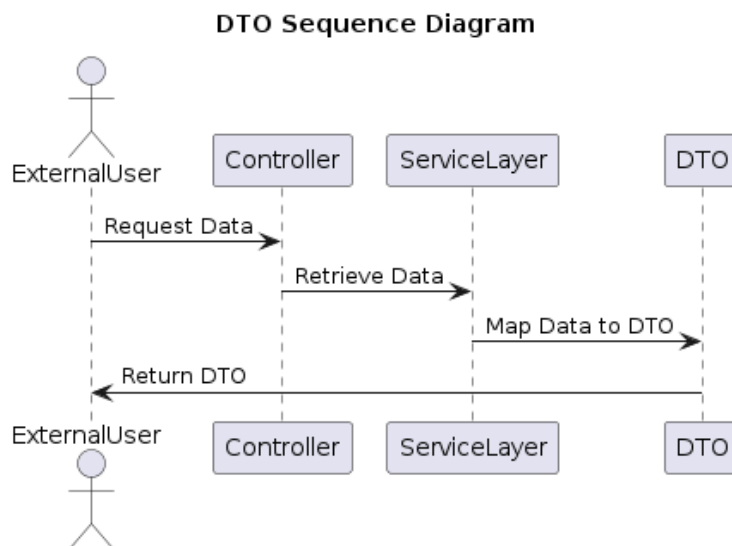 DTO Sequence Diagram
ExternalUser
Controller
ServiceLayer
DTO
Request Data
Retrieve Data
Map Data to DTO
Return DTO
ExternalUser
Controller
ServiceLayer
DTO